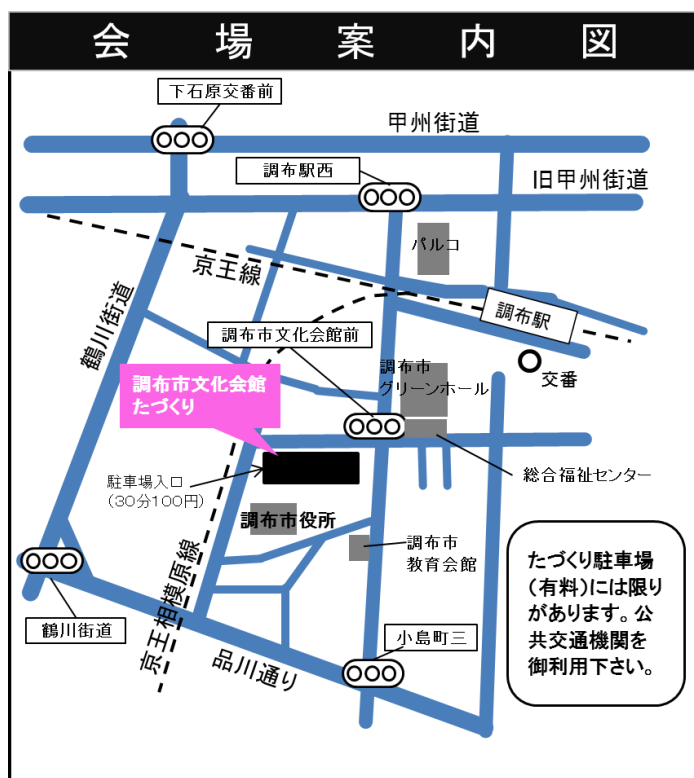 会場案内図
下石原交番前
甲州街道
調布駅西
旧甲州街道
パルコ
京王線
調布駅
鶴川街道
調布市文化会館前
交番
調布市
グリーンホール
調布市文化会館
たづくり
総合福祉センター
駐車場入口
(30分100円)
調布市役所
調布市
教育会館
たづくり駐車場
(有料)には限り
があります。公
共交通機関を
御利用下さい。
鶴川街道
京王相模原線
品川通り
小島町三